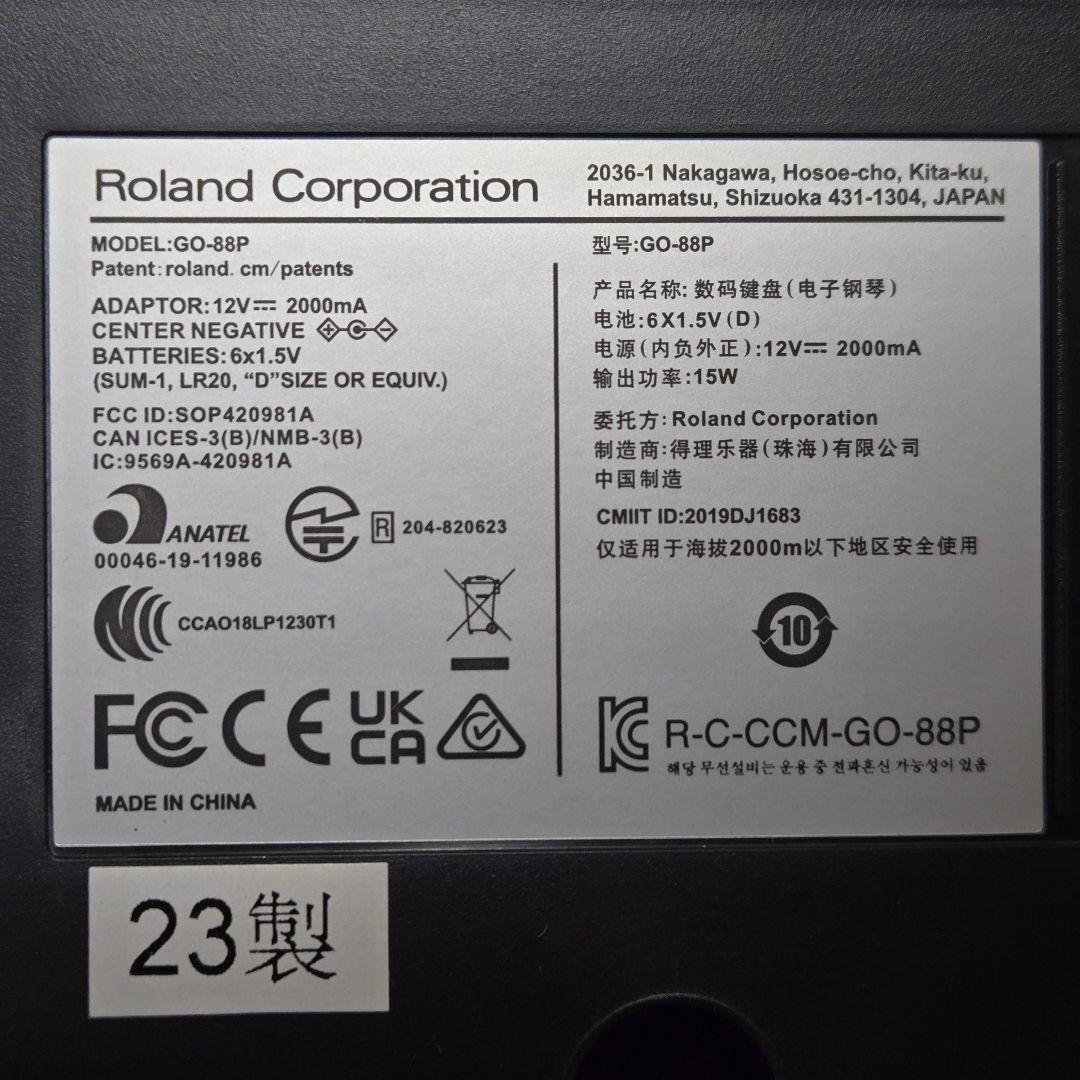 Roland Corporation
2036-1 Nakagawa, Hosoe-cho, Kita-ku,
Hamamatsu, Shizuoka 431-1304, JAPAN
MODEL:GO-88P
Patent:roland. cm/patents
ADAPTOR:12V⎓ 2000mA
CENTER NEGATIVE
BATTERIES:6x1.5V
(SUM-1, LR20, “D”SIZE OR EQUIV.)
FCC ID:SOP420981A
CAN ICES-3(B)/NMB-3(B)
IC:9569A-420981A
ANATEL
00046-19-11986
R 204-820623
CCAO18LP1230T1
FC CE UK CA
MADE IN CHINA
型号:GO-88P
产品名称:数码键盘(电子钢琴)
电池:6X1.5V(D)
电源(内负外正):12V⎓ 2000mA
输出功率:15W
委托方:Roland Corporation
制造商:得理乐器(珠海)有限公司
中国制造
CMIIT ID:2019DJ1683
仅适用于海拔2000m以下地区安全使用
10
R-C-CCM-GO-88P
해당 무선설비는 운용 중 전파혼신 가능성이 있음
23製